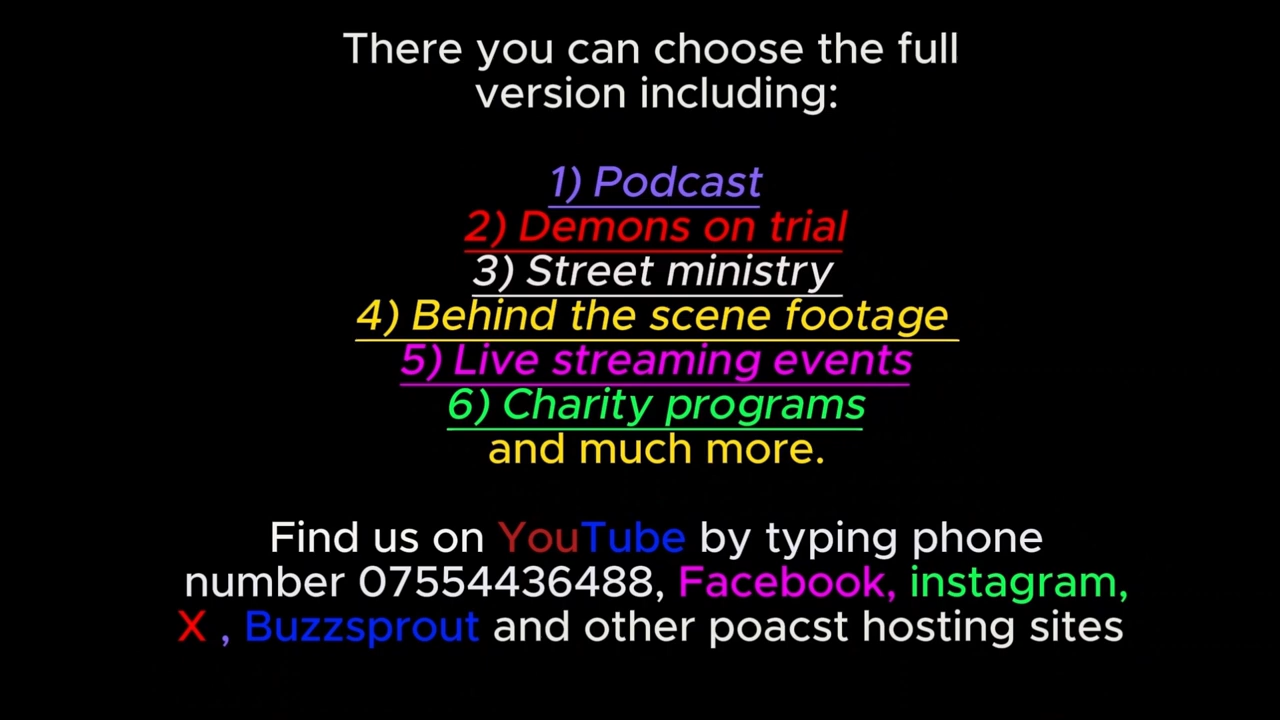 There you can choose the full
version including:
1) Podcast
2) Demons on trial
3) Street ministry
4) Behind the scene footage
5) Live streaming events
6) Charity programs
and much more.
Find us on YouTube by typing phone
number 07554436488, Facebook, instagram,
X , Buzzsprout and other poacst hosting sites